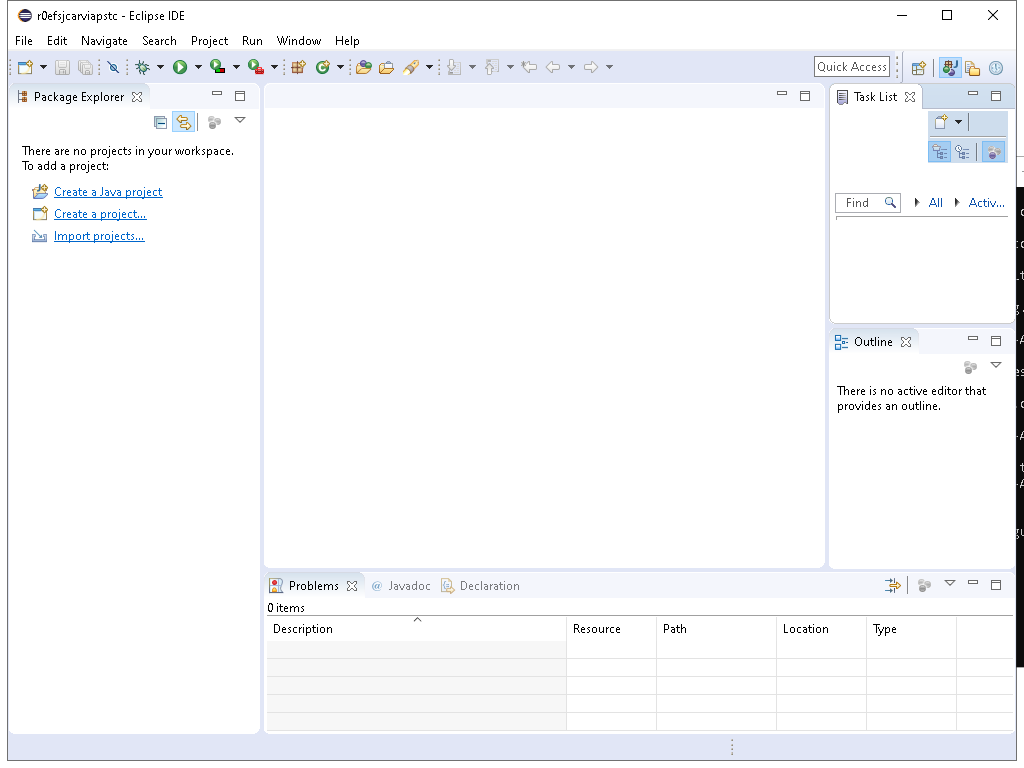 r0efsjcarviapstc - Eclipse IDE
File Edit Navigate Search Project Run Window Help
Quick Access
Package Explorer
There are no projects in your workspace.
To add a project:
Create a Java project
Create a project...
Import projects...
Task List
Find All Activ...
Outline
There is no active editor that
provides an outline.
Problems @ Javadoc Declaration
0 items
Description Resource Path Location Type